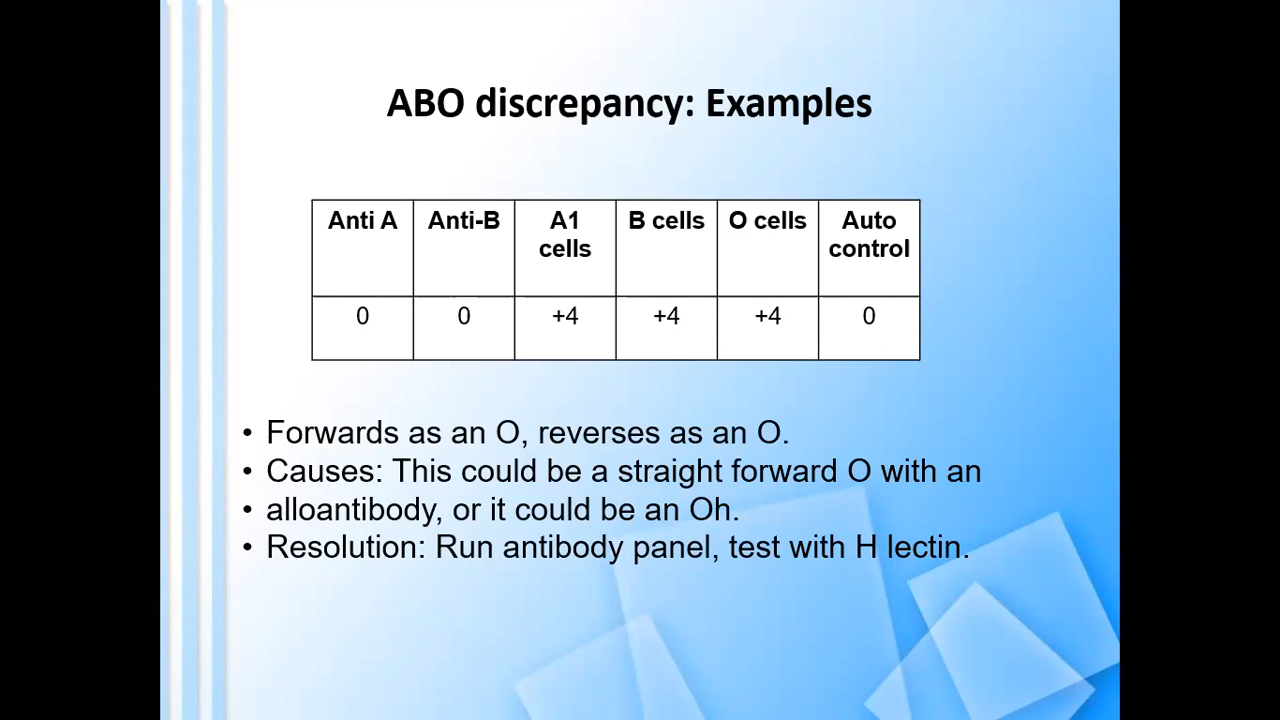 ABO discrepancy: Examples
Anti A Anti-B A1 cells B cells O cells Auto control
0 0 +4 +4 +4 0
• Forwards as an O, reverses as an O.
• Causes: This could be a straight forward O with an
• alloantibody, or it could be an Oh.
• Resolution: Run antibody panel, test with H lectin.